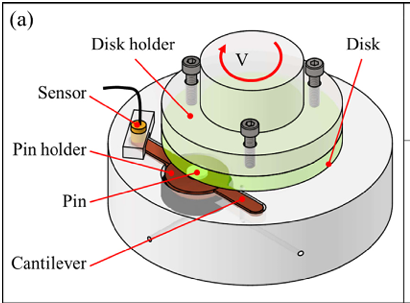 (a)
Disk holder
V
Disk
Sensor
Pin holder
Pin
Cantilever